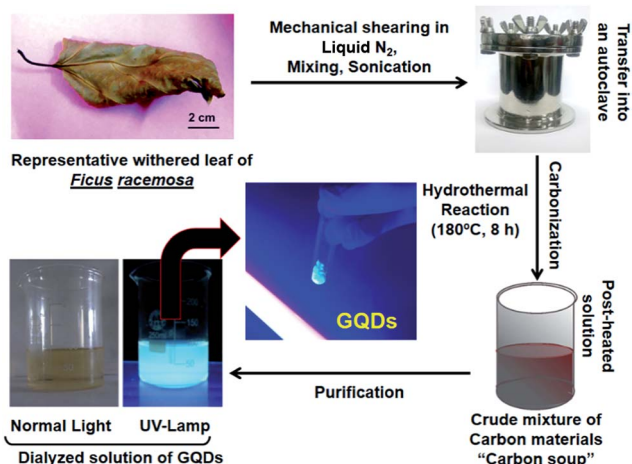 Mechanical shearing in
Liquid N₂,
Mixing, Sonication
Transfer into
an autoclave
2 cm
Representative withered leaf of
Ficus racemosa
Hydrothermal
Reaction
(180ºC, 8 h)
Carbonization
GQDs
Post-heated
solution
150
50
Purification
Normal Light
UV-Lamp
Dialyzed solution of GQDs
Crude mixture of
Carbon materials
“Carbon soup”